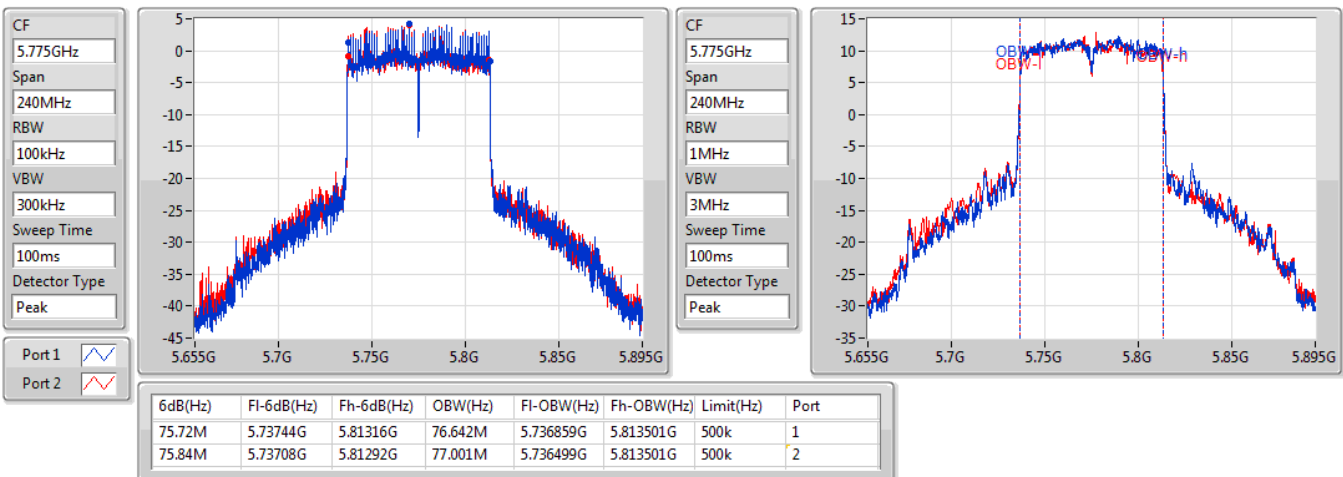 CF
5.775GHz
Span
240MHz
RBW
100kHz
VBW
300kHz
Sweep Time
100ms
Detector Type
Peak
Port 1
Port 2
5
0
-5
-10
-15
-20
-25
-30
-35
-40
-45
5.655G 5.7G 5.75G 5.8G 5.85G 5.895G
CF
5.775GHz
Span
240MHz
RBW
1MHz
VBW
3MHz
Sweep Time
100ms
Detector Type
Peak
15
10
5
0
-5
-10
-15
-20
-25
-30
-35
OBW-l
OBW-h
5.655G 5.7G 5.75G 5.8G 5.85G 5.895G
6dB(Hz) Fl-6dB(Hz) Fh-6dB(Hz) OBW(Hz) Fl-OBW(Hz) Fh-OBW(Hz) Limit(Hz) Port
75.72M 5.73744G 5.81316G 76.642M 5.736859G 5.813501G 500k 1
75.84M 5.73708G 5.81292G 77.001M 5.736499G 5.813501G 500k 2